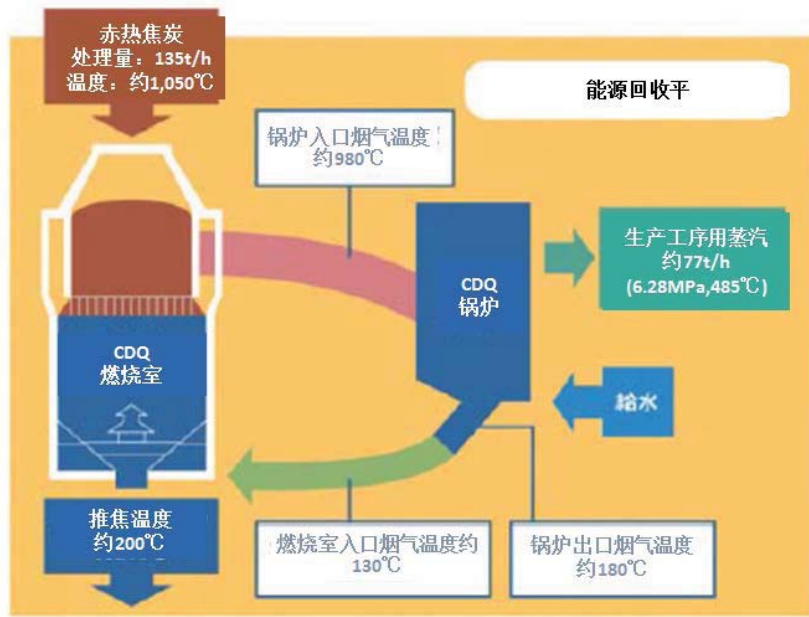 赤热焦炭
处理量：135t/h
温度：约1,050℃
能源回收平
锅炉入口烟气温度
约980℃
生产工序用蒸汽
约77t/h
(6.28MPa,485℃)
CDQ
锅炉
CDQ
燃烧室
給水
推焦温度
约200℃
燃烧室入口烟气温度约
130℃
锅炉出口烟气温度
约180℃